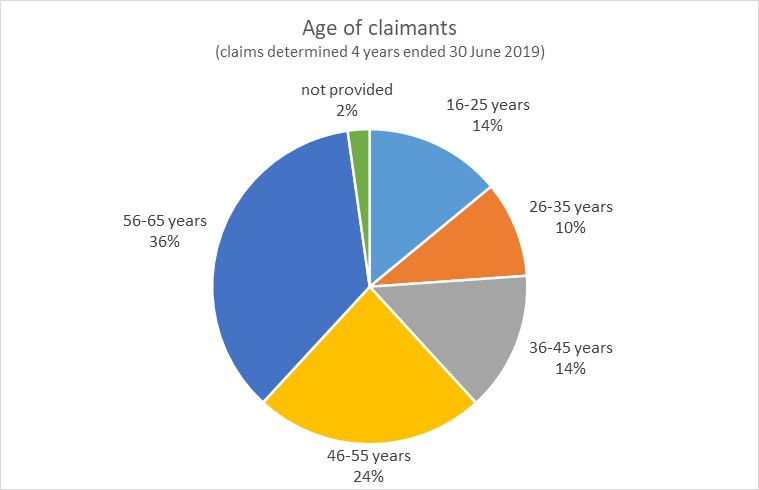 Age of claimants
(claims determined 4 years ended 30 June 2019)
not provided
2%
16-25 years
14%
26-35 years
10%
36-45 years
14%
46-55 years
24%
56-65 years
36%